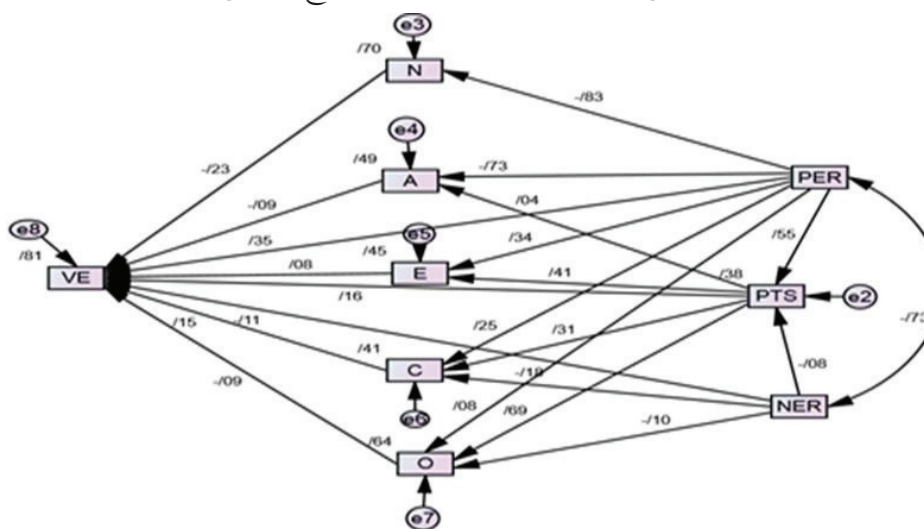 e3
/70
N
-/83
e4
/49
A
-/73
PER
-/23
/04
-/09
e8
/81
/35
/45
e5
/34
/55
VE
/08
E
/41
/38
PTS
e2
/16
-/73
/15
-/11
/25
/31
/41
C
-/18
-/08
NER
-/09
e6
/08
/69
-/10
/64
O
e7